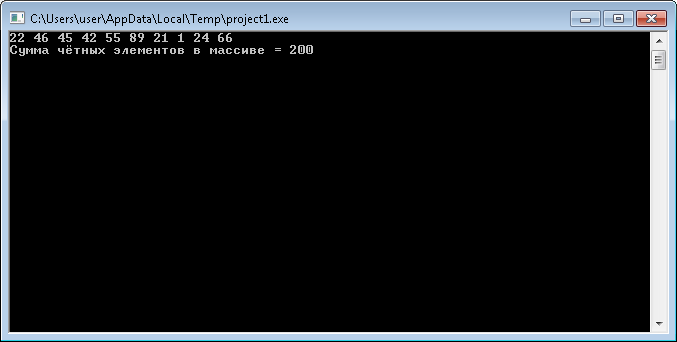 C:\Users\user\AppData\Local\Temp\project1.exe
22 46 45 42 55 89 21 1 24 66
Сумма чётных элементов в массиве = 200